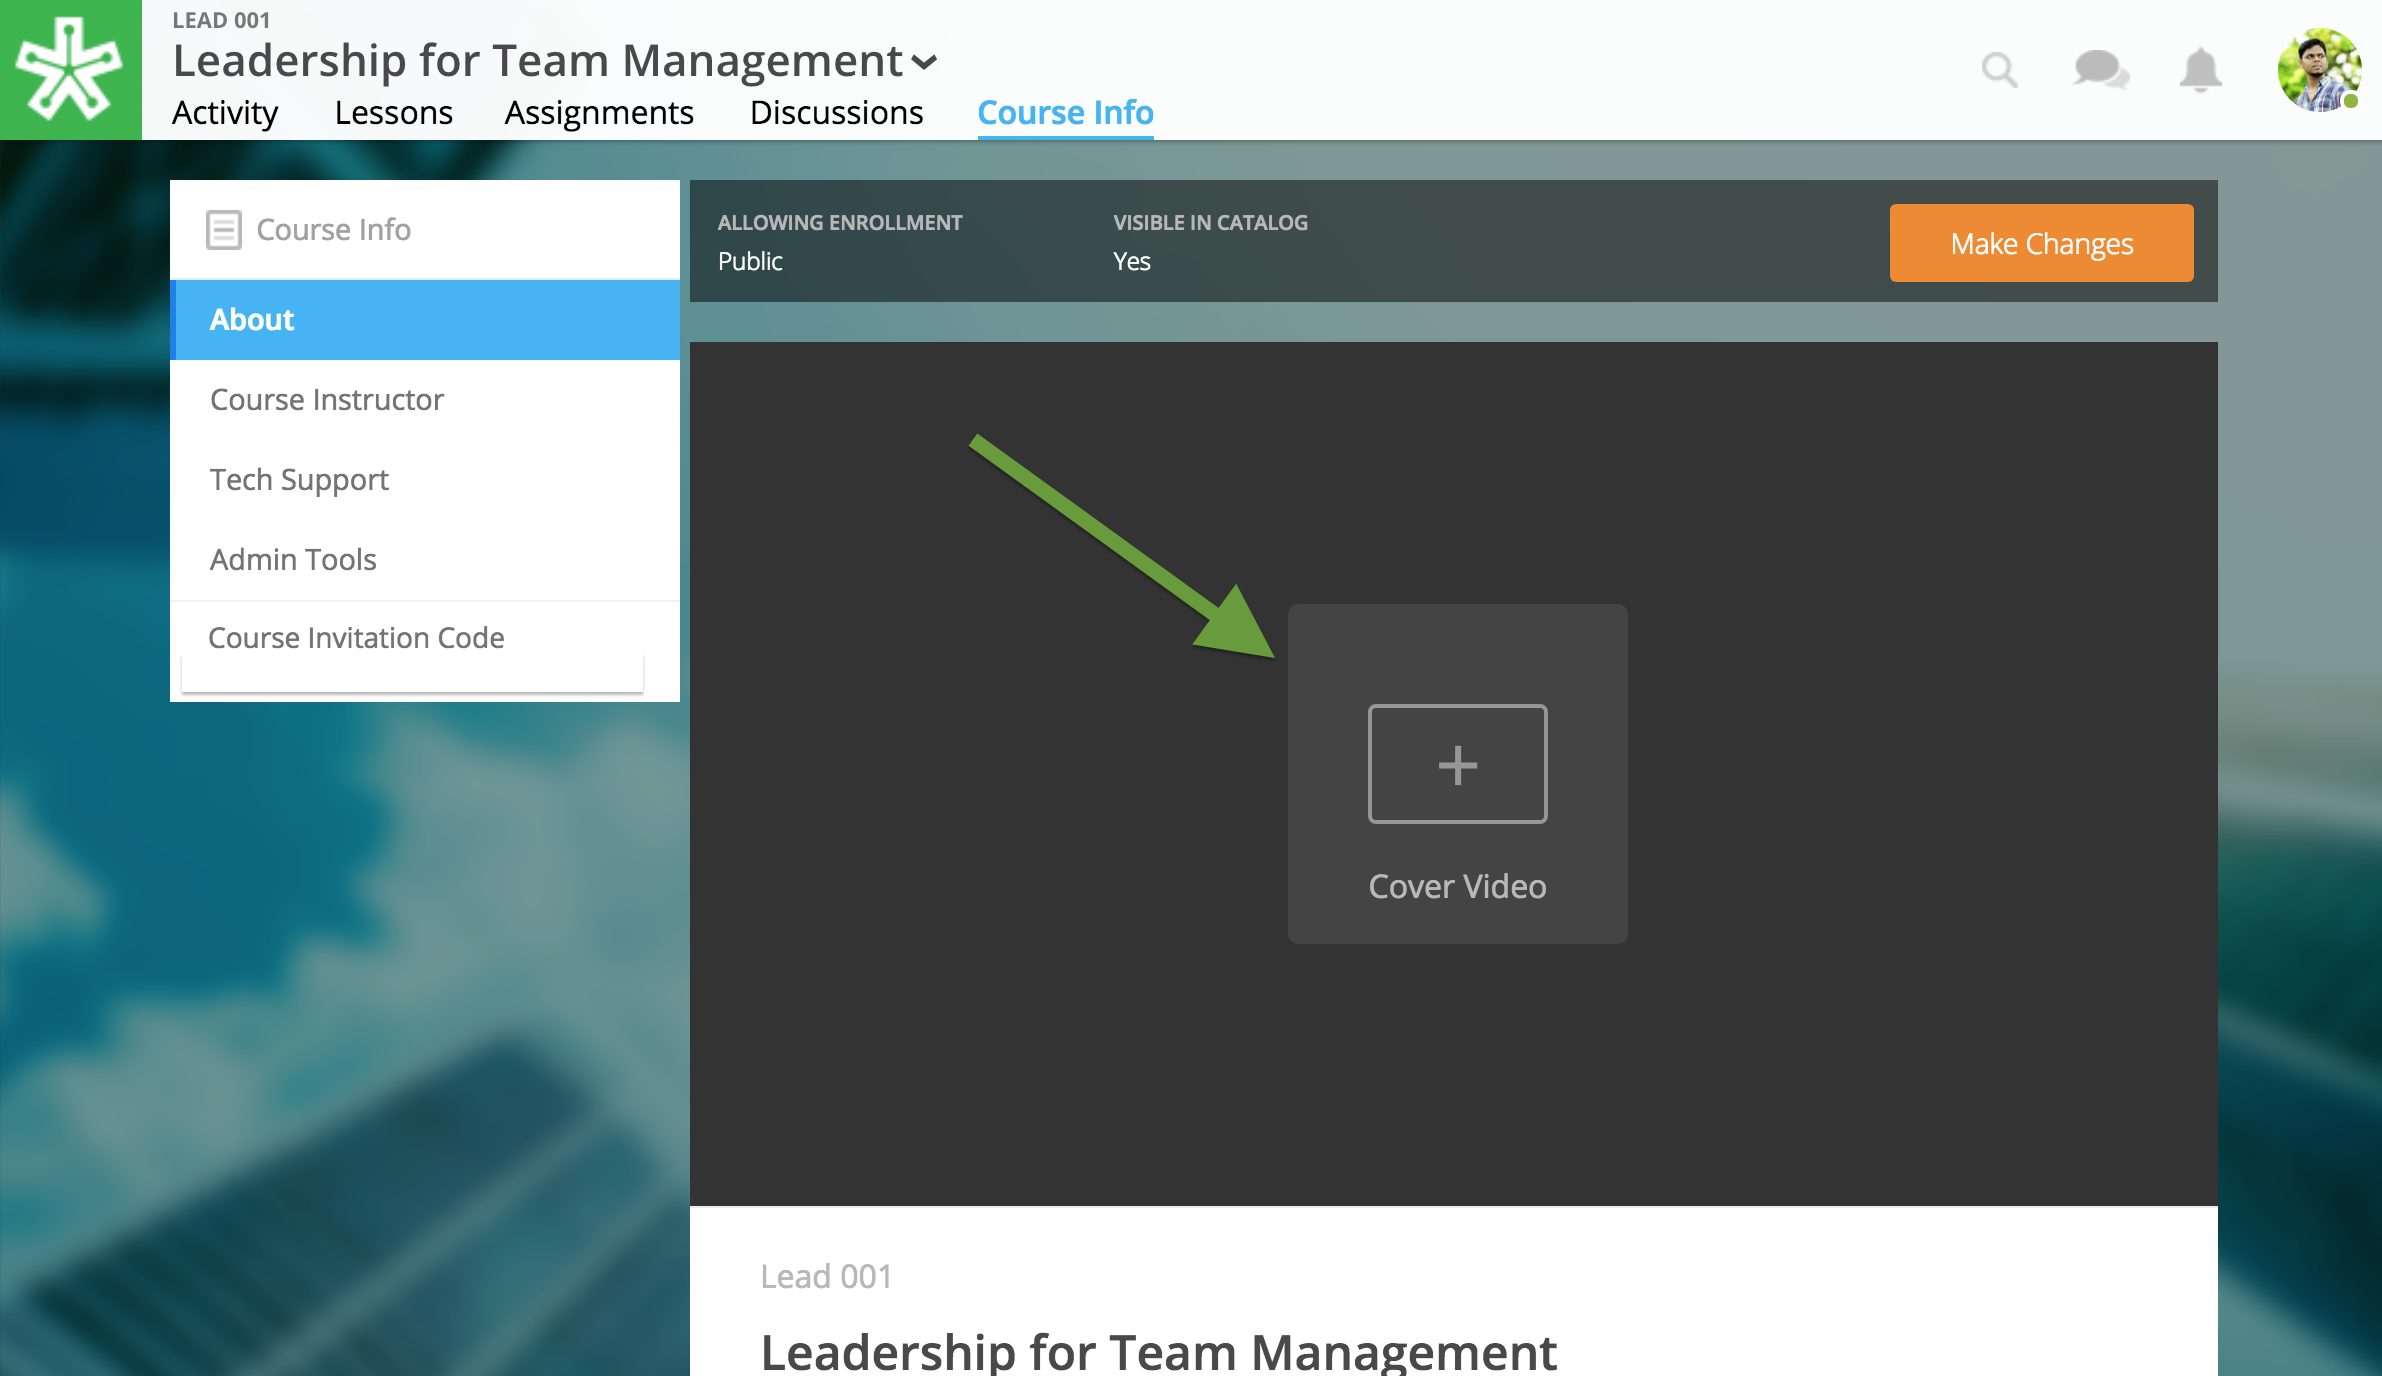 LEAD 001
Leadership for Team Management
Activity Lessons Assignments Discussions Course Info
Course Info
About
Course Instructor
Tech Support
Admin Tools
Course Invitation Code
ALLOWING ENROLLMENT VISIBLE IN CATALOG
Public Yes
Make Changes
Cover Video
Lead 001
Leadership for Team Management